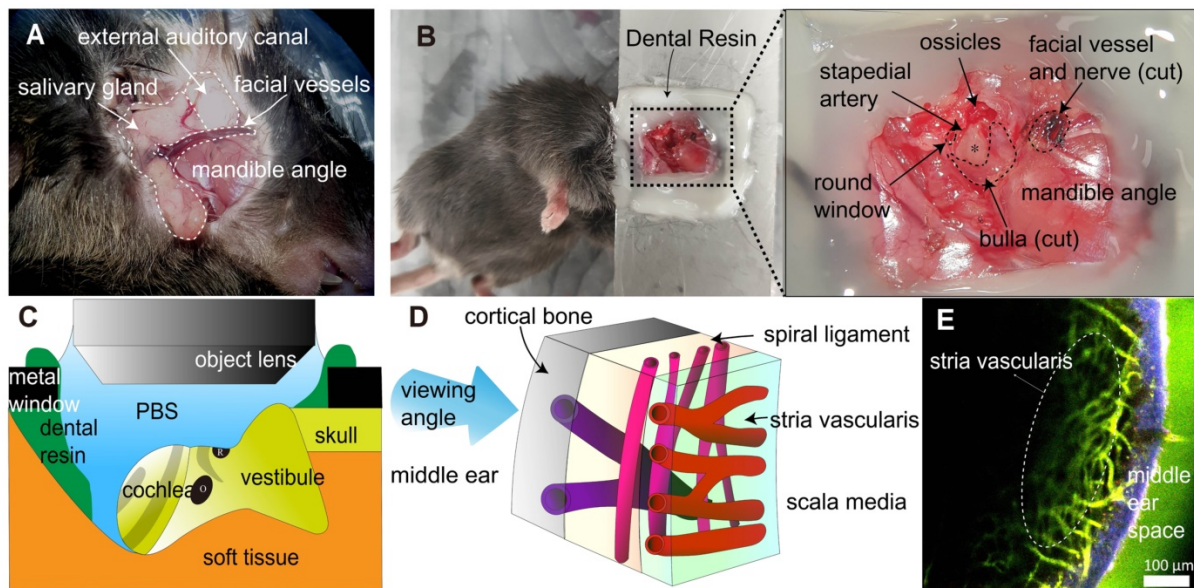 A
external auditory canal
salivary gland
facial vessels
mandible angle
B
Dental Resin
ossicles
stapedial
artery
facial vessel
and nerve (cut)
*
round
window
mandible angle
bulla (cut)
C
object lens
metal
window
PBS
dental
resin
skull
R
cochlea
O
vestibule
soft tissue
D
cortical bone
spiral ligament
viewing
angle
stria vascularis
middle ear
scala media
E
stria vascularis
middle
ear
space
100 µm